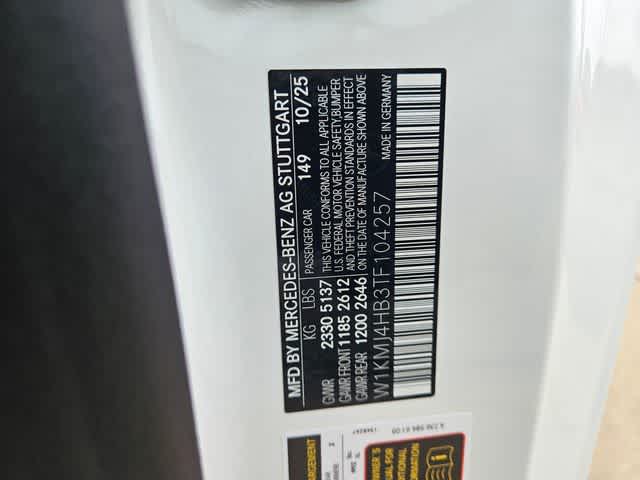 MFD BY MERCEDES-BENZ AG STUTTGART
KG LBS PASSENGER CAR 149 10/25
GVWR 2330 5137 THIS VEHICLE CONFORMS TO ALL APPLICABLE
GAWR FRONT 1185 2612 U.S. FEDERAL MOTOR VEHICLE SAFETY, BUMPER
GAWR REAR 1200 2646 AND THEFT PREVENTION STANDARDS IN EFFECT
ON THE DATE OF MANUFACTURE SHOWN ABOVE
W1KMJ4HB3TF104257 MADE IN GERMANY